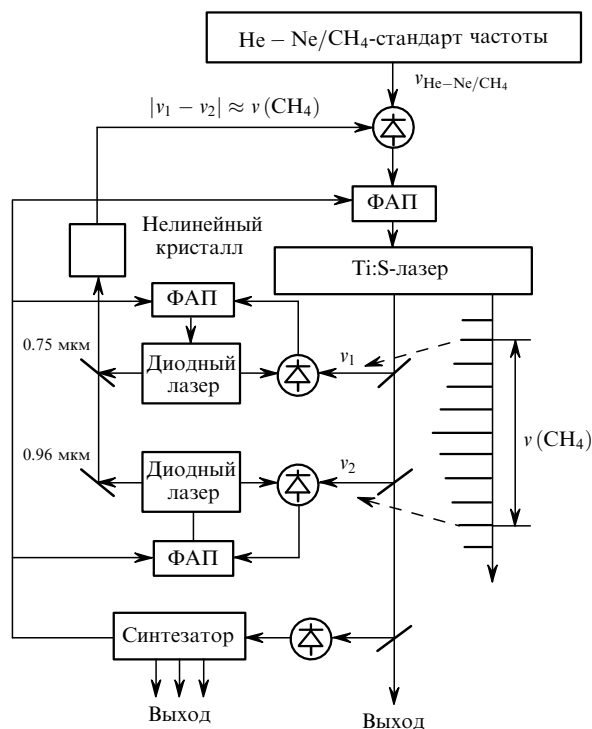 He – Ne/CH₄-стандарт частоты
ν_He–Ne/CH₄
|ν₁ – ν₂| ≈ ν (CH₄)
ФАП
Нелинейный
кристалл
Ti:S-лазер
ФАП
0.75 мкм
Диодный
лазер
ν₁
ν (CH₄)
0.96 мкм
Диодный
лазер
ν₂
ФАП
Синтезатор
Выход
Выход